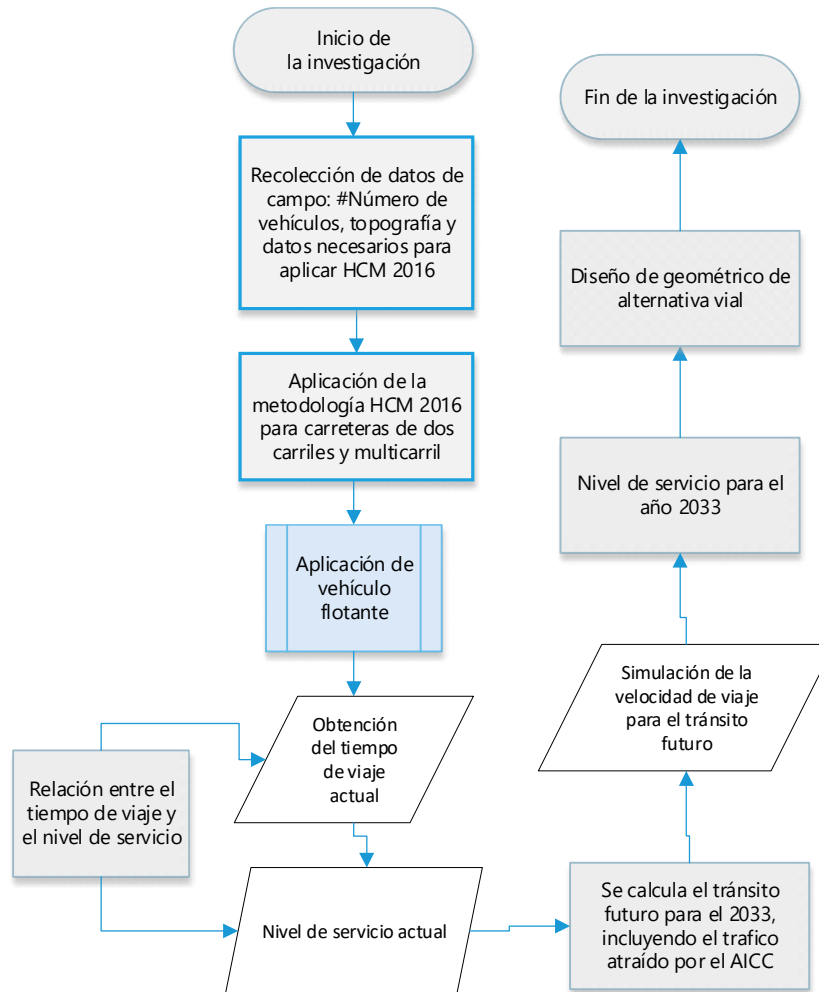 Inicio de
la investigación
Recolección de datos de
campo: #Número de
vehículos, topografía y
datos necesarios para
aplicar HCM 2016
Aplicación de la
metodología HCM 2016
para carreteras de dos
carriles y multicarril
Aplicación de
vehículo
flotante
Obtención
del tiempo
de viaje
actual
Relación entre el
tiempo de viaje y
el nivel de servicio
Nivel de servicio actual
Se calcula el tránsito
futuro para el 2033,
incluyendo el trafico
atraído por el AICC
Simulación de la
velocidad de viaje
para el tránsito
futuro
Nivel de servicio para el
año 2033
Diseño de geométrico de
alternativa vial
Fin de la investigación